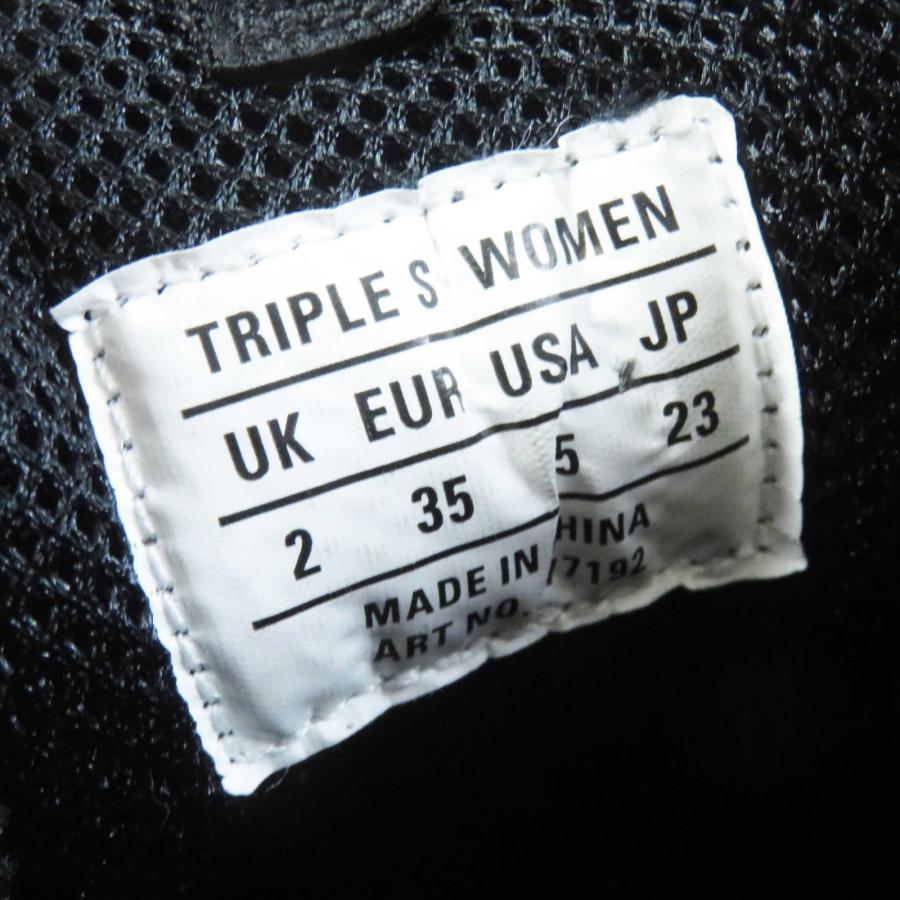 TRIPLE S WOMEN
UK EUR USA JP
2 35 5 23
MADE IN HINA
ART NO. 7192